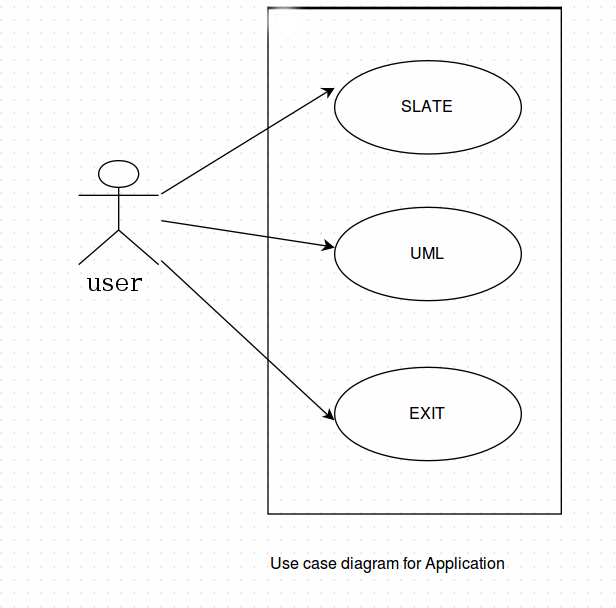 SLATE
UML
user
EXIT
Use case diagram for Application